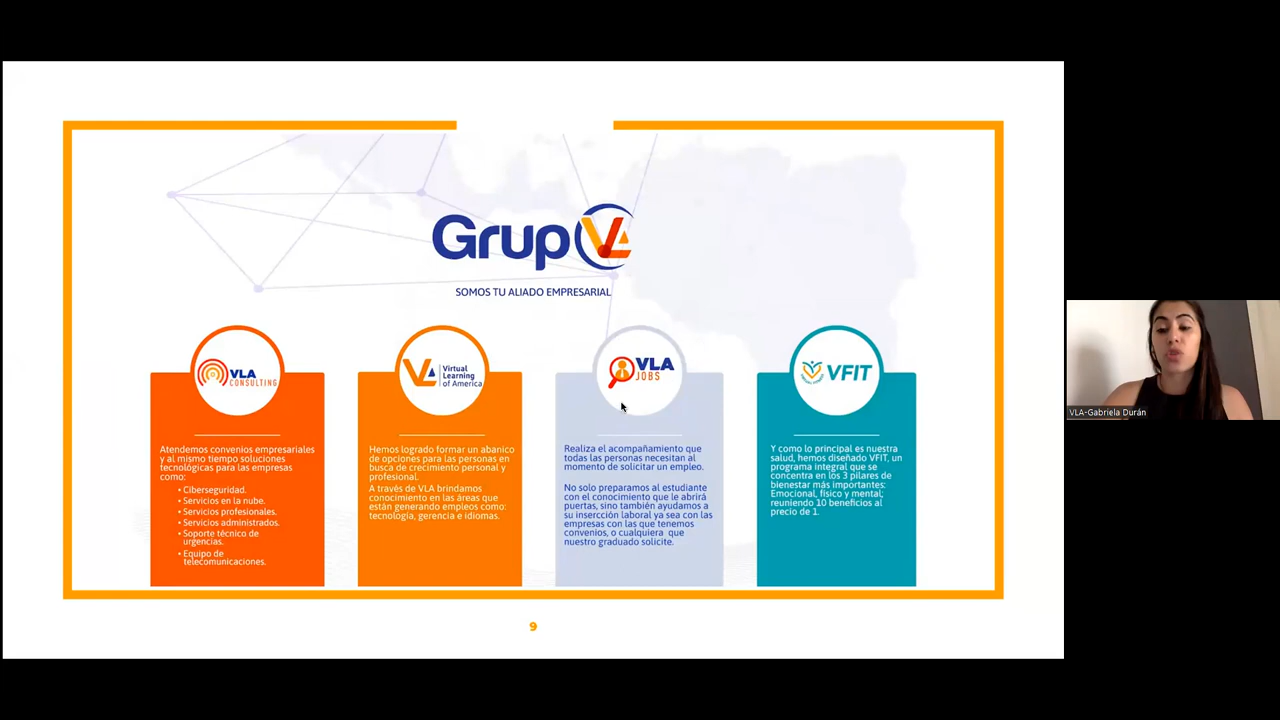 Grupo VLA
SOMOS TU ALIADO EMPRESARIAL
VLA
CONSULTING
Atendemos convenios empresariales
y al mismo tiempo soluciones
tecnológicas para las empresas
como:
• Ciberseguridad.
• Servicios en la nube.
• Servicios profesionales.
• Servicios administrados.
• Soporte técnico de
urgencias.
• Equipo de
telecomunicaciones.
VLA
Virtual
Learning
of America
Hemos logrado formar un abanico
de opciones para las personas en
busca de crecimiento personal y
profesional.
A través de VLA brindamos
conocimiento en las áreas que
están generando empleos como:
tecnología, gerencia e idiomas.
VLA
JOBS
Realiza el acompañamiento que
todas las personas necesitan al
momento de solicitar un empleo.
No solo preparamos al estudiante
con el conocimiento que le abrirá
puertas, sino también ayudamos a
su insercción laboral ya sea con las
empresas con las que tenemos
convenios, o cualquiera que
nuestro graduado solicite.
VFIT
Y como lo principal es nuestra
salud, hemos diseñado VFIT, un
programa integral que se
concentra en los 3 pilares de
bienestar más importantes:
Emocional, físico y mental;
reuniendo 10 beneficios al
precio de 1.
9
VLA-Gabriela Durán